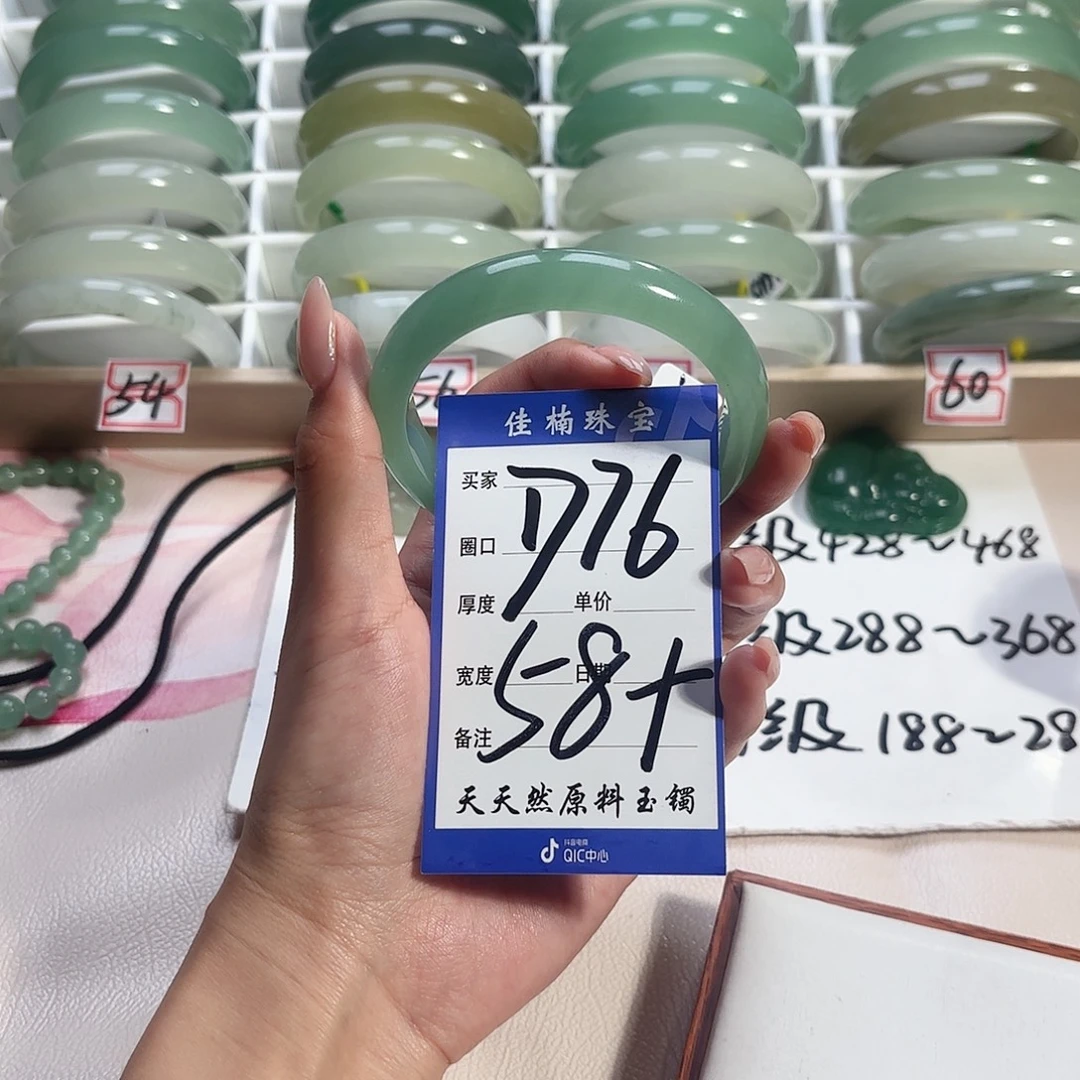 54
56
60
佳楠珠宝
买家
D76
圈口
厚度 单价
宽度 日期
58+
备注
天天然原料玉镯
抖音电商
QIC中心
级428~468
级288~368
级188~28